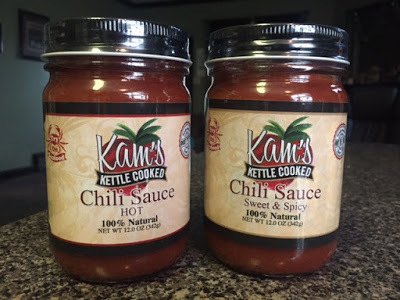 Kam's
KETTLE COOKED
Chili Sauce
HOT
100% Natural
NET WT 12.0 OZ (342g)
Kam's
KETTLE COOKED
Chili Sauce
Sweet & Spicy
100% Natural
NET WT 12.0 OZ (342g)